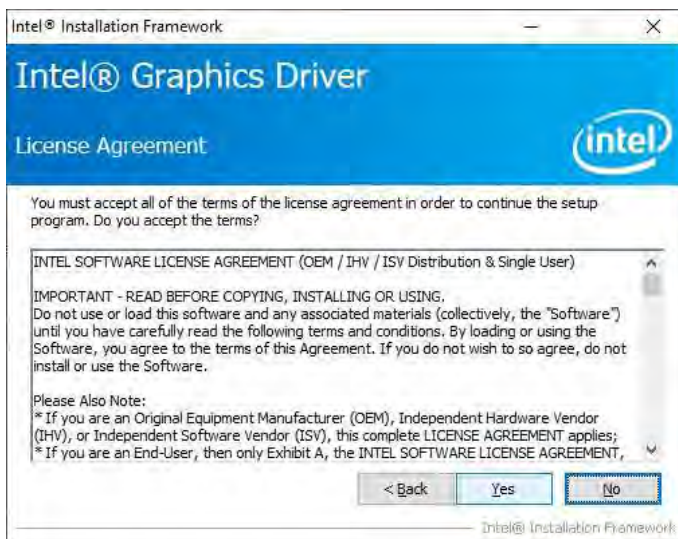 Intel® Installation Framework
Intel® Graphics Driver
License Agreement
intel
You must accept all of the terms of the license agreement in order to continue the setup
program. Do you accept the terms?
INTEL SOFTWARE LICENSE AGREEMENT (OEM / IHV / ISV Distribution & Single User)
IMPORTANT - READ BEFORE COPYING, INSTALLING OR USING.
Do not use or load this software and any associated materials (collectively, the "Software")
until you have carefully read the following terms and conditions. By loading or using the
Software, you agree to the terms of this Agreement. If you do not wish to so agree, do not
install or use the Software.
Please Also Note:
* If you are an Original Equipment Manufacturer (OEM), Independent Hardware Vendor
(IHV), or Independent Software Vendor (ISV), this complete LICENSE AGREEMENT applies;
* If you are an End-User, then only Exhibit A, the INTEL SOFTWARE LICENSE AGREEMENT,
< Back Yes No
Intel® Installation Framework